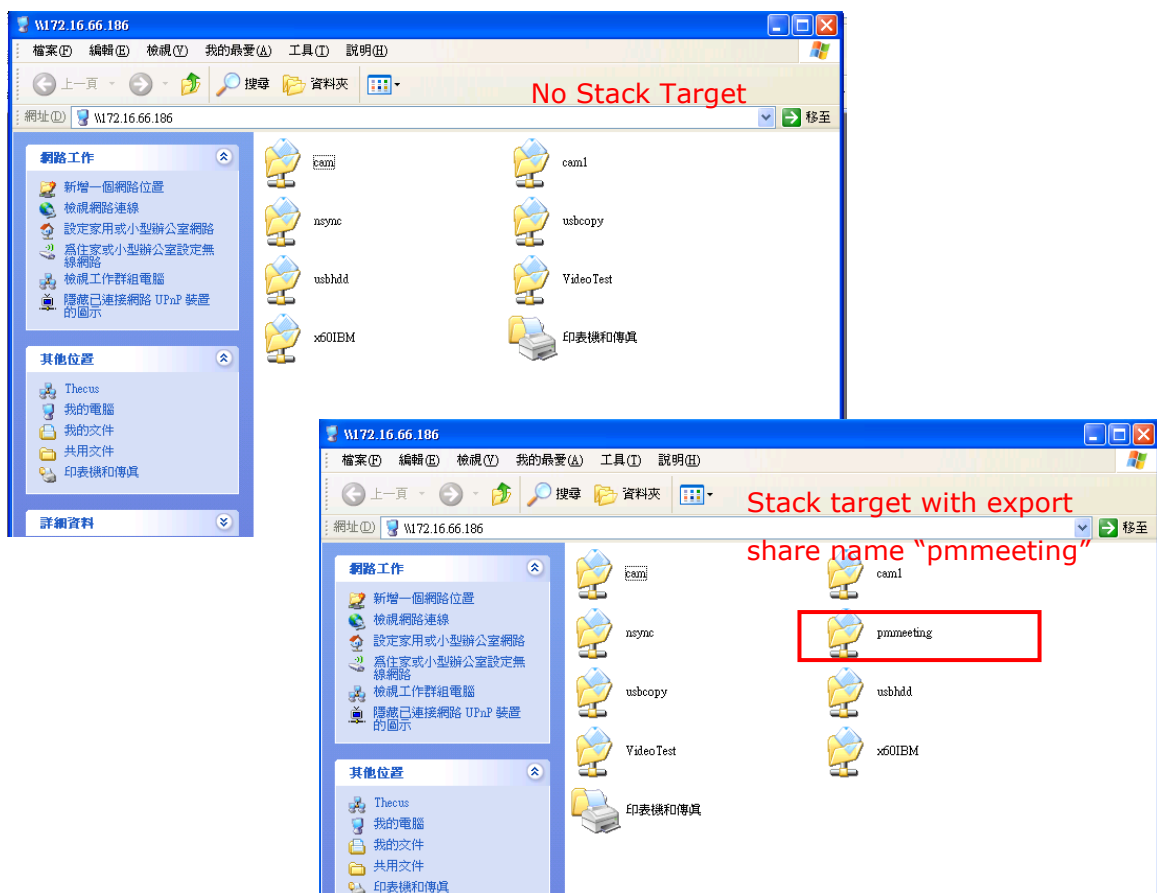 \\172.16.66.186
檔案(F) 編輯(E) 檢視(V) 我的最愛(A) 工具(T) 說明(H)
上一頁 搜尋 資料夾
No Stack Target
網址(D) \\172.16.66.186 移至
網路工作
新增一個網路位置
檢視網路連線
設定家用或小型辦公室網路
為住家或小型辦公室設定無
線網路
檢視工作群組電腦
隱藏已連接網路 UPnP 裝置
的圖示
其他位置
Thecus
我的電腦
我的文件
共用文件
印表機和傳真
詳細資料
cam cam1
nsync usbcopy
usbhdd VideoTest
x60IBM 印表機和傳真
\\172.16.66.186
檔案(F) 編輯(E) 檢視(V) 我的最愛(A) 工具(T) 說明(H)
上一頁 搜尋 資料夾
Stack target with export
share name “pmmeeting”
網址(D) \\172.16.66.186 移至
網路工作
新增一個網路位置
檢視網路連線
設定家用或小型辦公室網路
為住家或小型辦公室設定無
線網路
檢視工作群組電腦
隱藏已連接網路 UPnP 裝置
的圖示
其他位置
Thecus
我的電腦
我的文件
共用文件
印表機和傳真
cam cam1
nsync pmmeeting
usbcopy usbhdd
VideoTest x60IBM
印表機和傳真